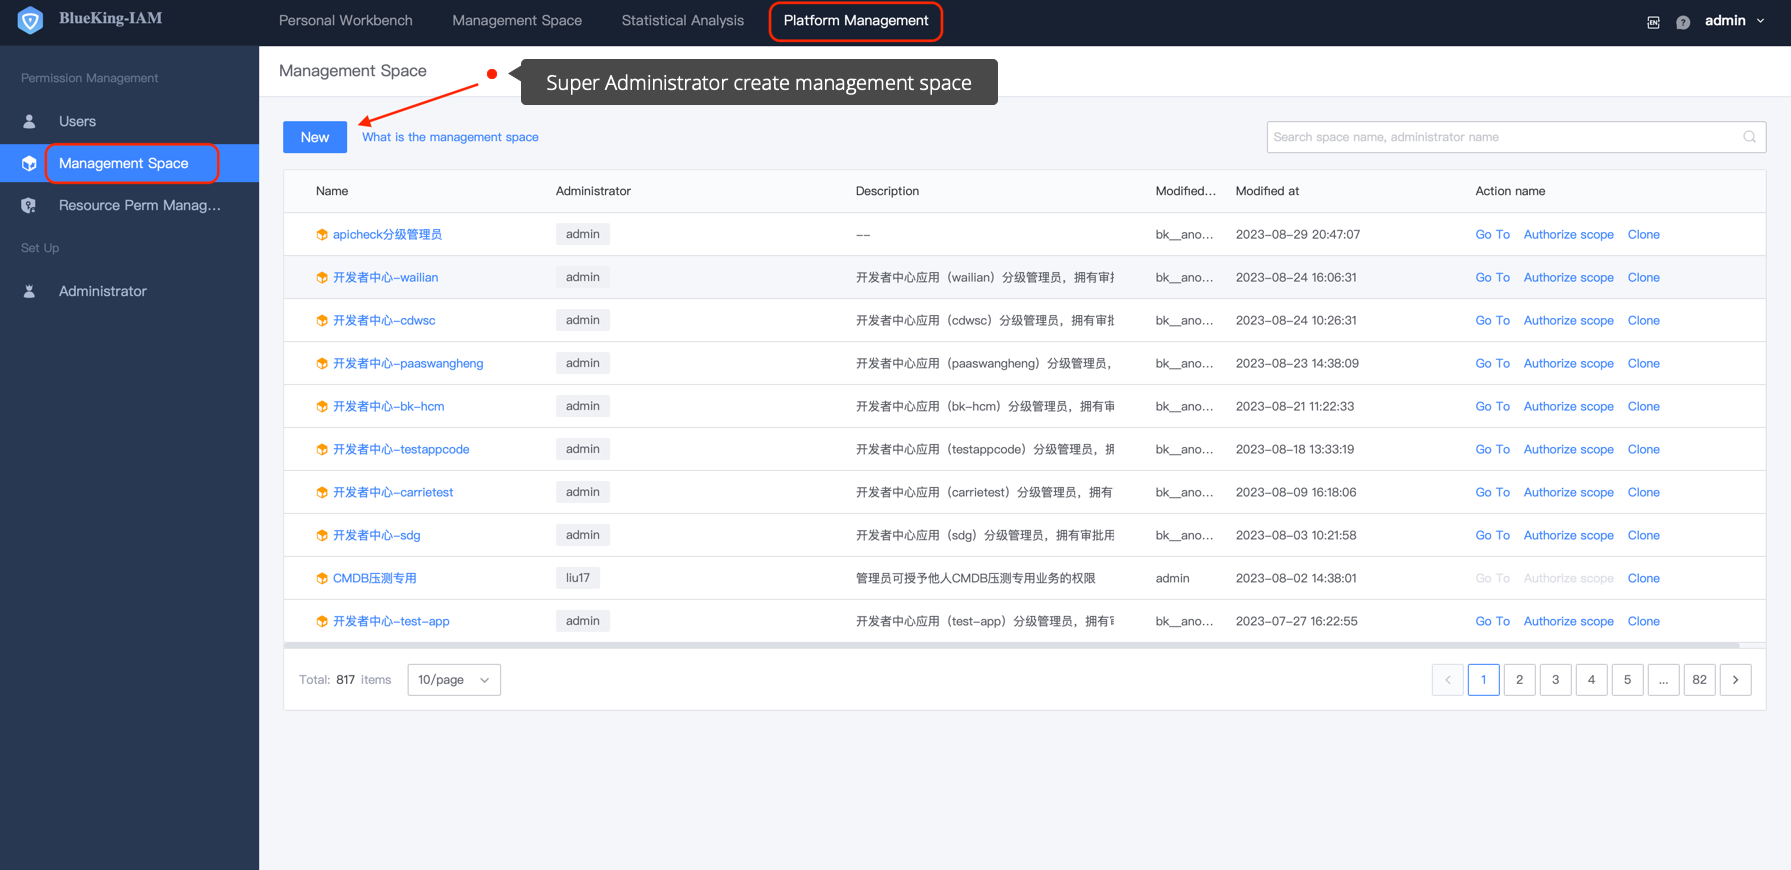 BlueKing-IAM
Personal Workbench Management Space Statistical Analysis Platform Management
EN ? admin
Permission Management
Users
Management Space
Resource Perm Manag...
Set Up
Administrator
Management Space
Super Administrator create management space
New What is the management space
Search space name, administrator name
Name Administrator Description Modified... Modified at Action name
apicheck分级管理员 admin -- bk__ano... 2023-08-29 20:47:07 Go To Authorize scope Clone
开发者中心-wailian admin 开发者中心应用（wailian）分级管理员，拥有审 bk__ano... 2023-08-24 16:06:31 Go To Authorize scope Clone
开发者中心-cdwsc admin 开发者中心应用（cdwsc）分级管理员，拥有审批 bk__ano... 2023-08-24 10:26:31 Go To Authorize scope Clone
开发者中心-paaswangheng admin 开发者中心应用（paaswangheng）分级管理员， bk__ano... 2023-08-23 14:38:09 Go To Authorize scope Clone
开发者中心-bk-hcm admin 开发者中心应用（bk-hcm）分级管理员，拥有审 bk__ano... 2023-08-21 11:22:33 Go To Authorize scope Clone
开发者中心-testappcode admin 开发者中心应用（testappcode）分级管理员，拥 bk__ano... 2023-08-18 13:33:19 Go To Authorize scope Clone
开发者中心-carrietest admin 开发者中心应用（carrietest）分级管理员，拥有 bk__ano... 2023-08-09 16:18:06 Go To Authorize scope Clone
开发者中心-sdg admin 开发者中心应用（sdg）分级管理员，拥有审批用 bk__ano... 2023-08-03 10:21:58 Go To Authorize scope Clone
CMDB压测专用 liu17 管理员可授予他人CMDB压测专用业务的权限 admin 2023-08-02 14:38:01 Go To Authorize scope Clone
开发者中心-test-app admin 开发者中心应用（test-app）分级管理员，拥有 bk__ano... 2023-07-27 16:22:55 Go To Authorize scope Clone
Total: 817 items 10/page 1 2 3 4 5 ... 82